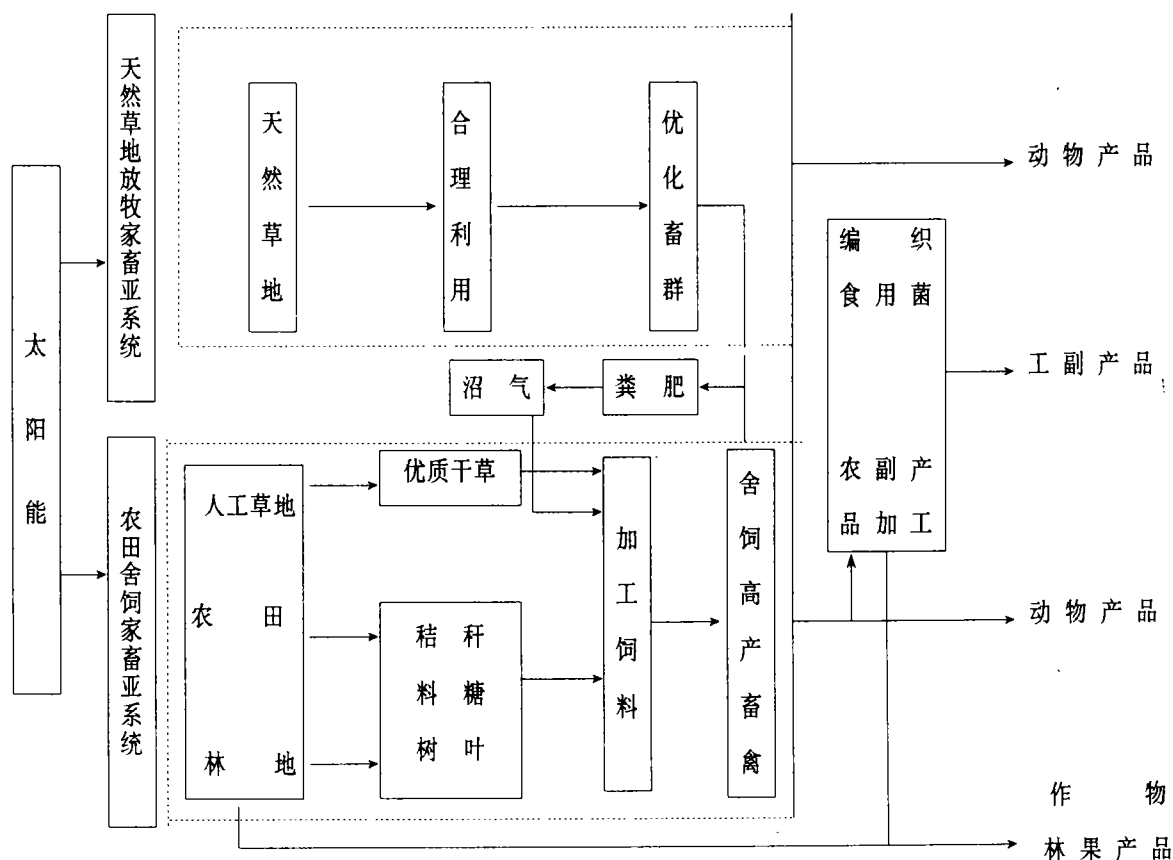 太阳能
天然草地放牧家畜亚系统
农田舍饲家畜亚系统
天然草地
合理利用
优化畜群
沼气
粪肥
人工草地
农田
林地
优质干草
秸秆
料糖
树叶
加工饲料
舍饲高产畜禽
编织
食用菌
农副产
品加工
动物产品
工副产品
动物产品
作物
林果产品